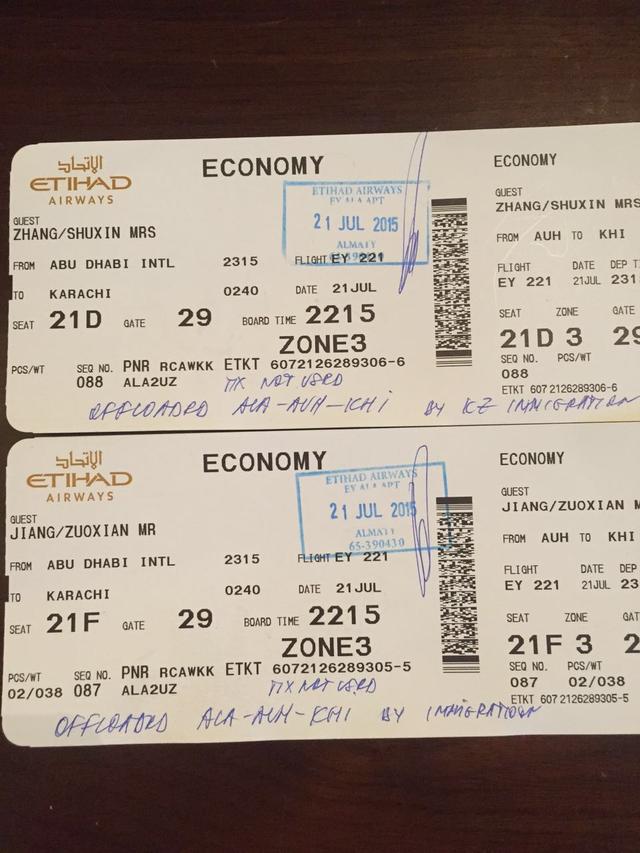 الإتحاد
ETIHAD
AIRWAYS
ECONOMY
ETIHAD AIRWAYS
EY ALA APT
21 JUL 2015
ALMATY
GUEST
ZHANG/SHUXIN MRS
FROM ABU DHABI INTL 2315 FLIGHT EY 221
TO KARACHI 0240 DATE 21JUL
SEAT 21D GATE 29 BOARD TIME 2215
ZONE3
PCS/WT SEQ NO. PNR RCAWKK ETKT 6072126289306-6
088 ALA2UZ TIX NOT USED
OFFLOADED ALA-AUH-KHI BY KZ IMMIGRATION
ECONOMY
GUEST
ZHANG/SHUXIN MRS
FROM AUH TO KHI
FLIGHT DATE DEP T
EY 221 21JUL 231
SEAT ZONE GATE
21D 3 29
SEQ NO. PCS/WT
088
ETKT 607 2126289306-6
الإتحاد
ETIHAD
AIRWAYS
ECONOMY
ETIHAD AIRWAYS
EY ALA APT
21 JUL 2015
ALMATY
65-390430
GUEST
JIANG/ZUOXIAN MR
FROM ABU DHABI INTL 2315 FLIGHT EY 221
TO KARACHI 0240 DATE 21JUL
SEAT 21F GATE 29 BOARD TIME 2215
ZONE3
PCS/WT SEQ NO. PNR RCAWKK ETKT 6072126289305-5
02/038 087 ALA2UZ TIX NOT USED
OFFLOADED ALA-AUH-KHI BY IMMIGRATION
ECONOMY
GUEST
JIANG/ZUOXIAN M
FROM AUH TO KHI
FLIGHT DATE DEP
EY 221 21JUL 23
SEAT ZONE GAT
21F 3 2
SEQ NO. PCS/WT
087 02/038
ETKT 607 2126289305-5